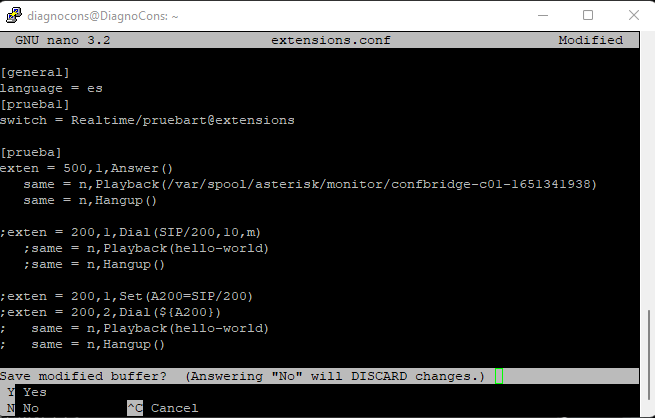 diagnocons@DiagnoCons: ~
GNU nano 3.2 extensions.conf Modified
[general]
language = es
[prueba1]
switch = Realtime/pruebart@extensions
[prueba]
exten = 500,1,Answer()
same = n,Playback(/var/spool/asterisk/monitor/confbridge-c01-1651341938)
same = n,Hangup()
;exten = 200,1,Dial(SIP/200,10,m)
;same = n,Playback(hello-world)
;same = n,Hangup()
;exten = 200,1,Set(A200=SIP/200)
;exten = 200,2,Dial(${A200})
; same = n,Playback(hello-world)
; same = n,Hangup()
Save modified buffer? (Answering "No" will DISCARD changes.)
Y Yes
N No ^C Cancel